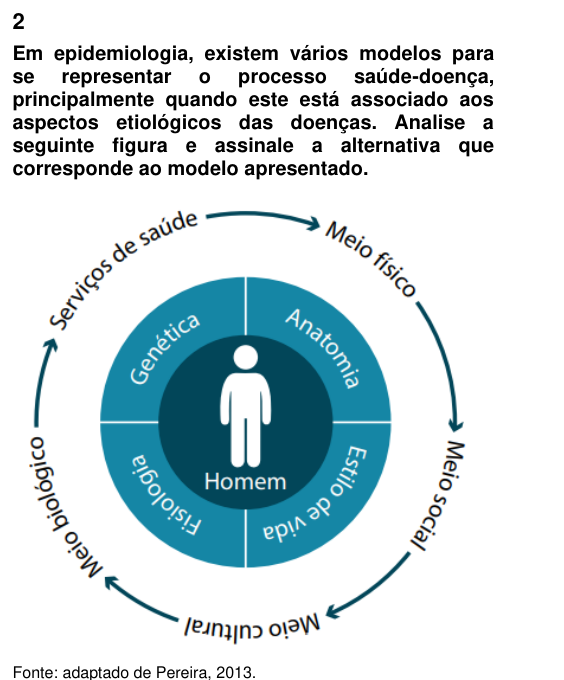 2
Em epidemiologia, existem vários modelos para
se representar o processo saúde-doença,
principalmente quando este está associado aos
aspectos etiológicos das doenças. Analise a
seguinte figura e assinale a alternativa que
corresponde ao modelo apresentado.
Serviços de saúde
Meio físico
Genética
Anatomia
Homem
Fisiologia
Estilo de vida
Meio biológico
Meio social
Meio cultural
Fonte: adaptado de Pereira, 2013.